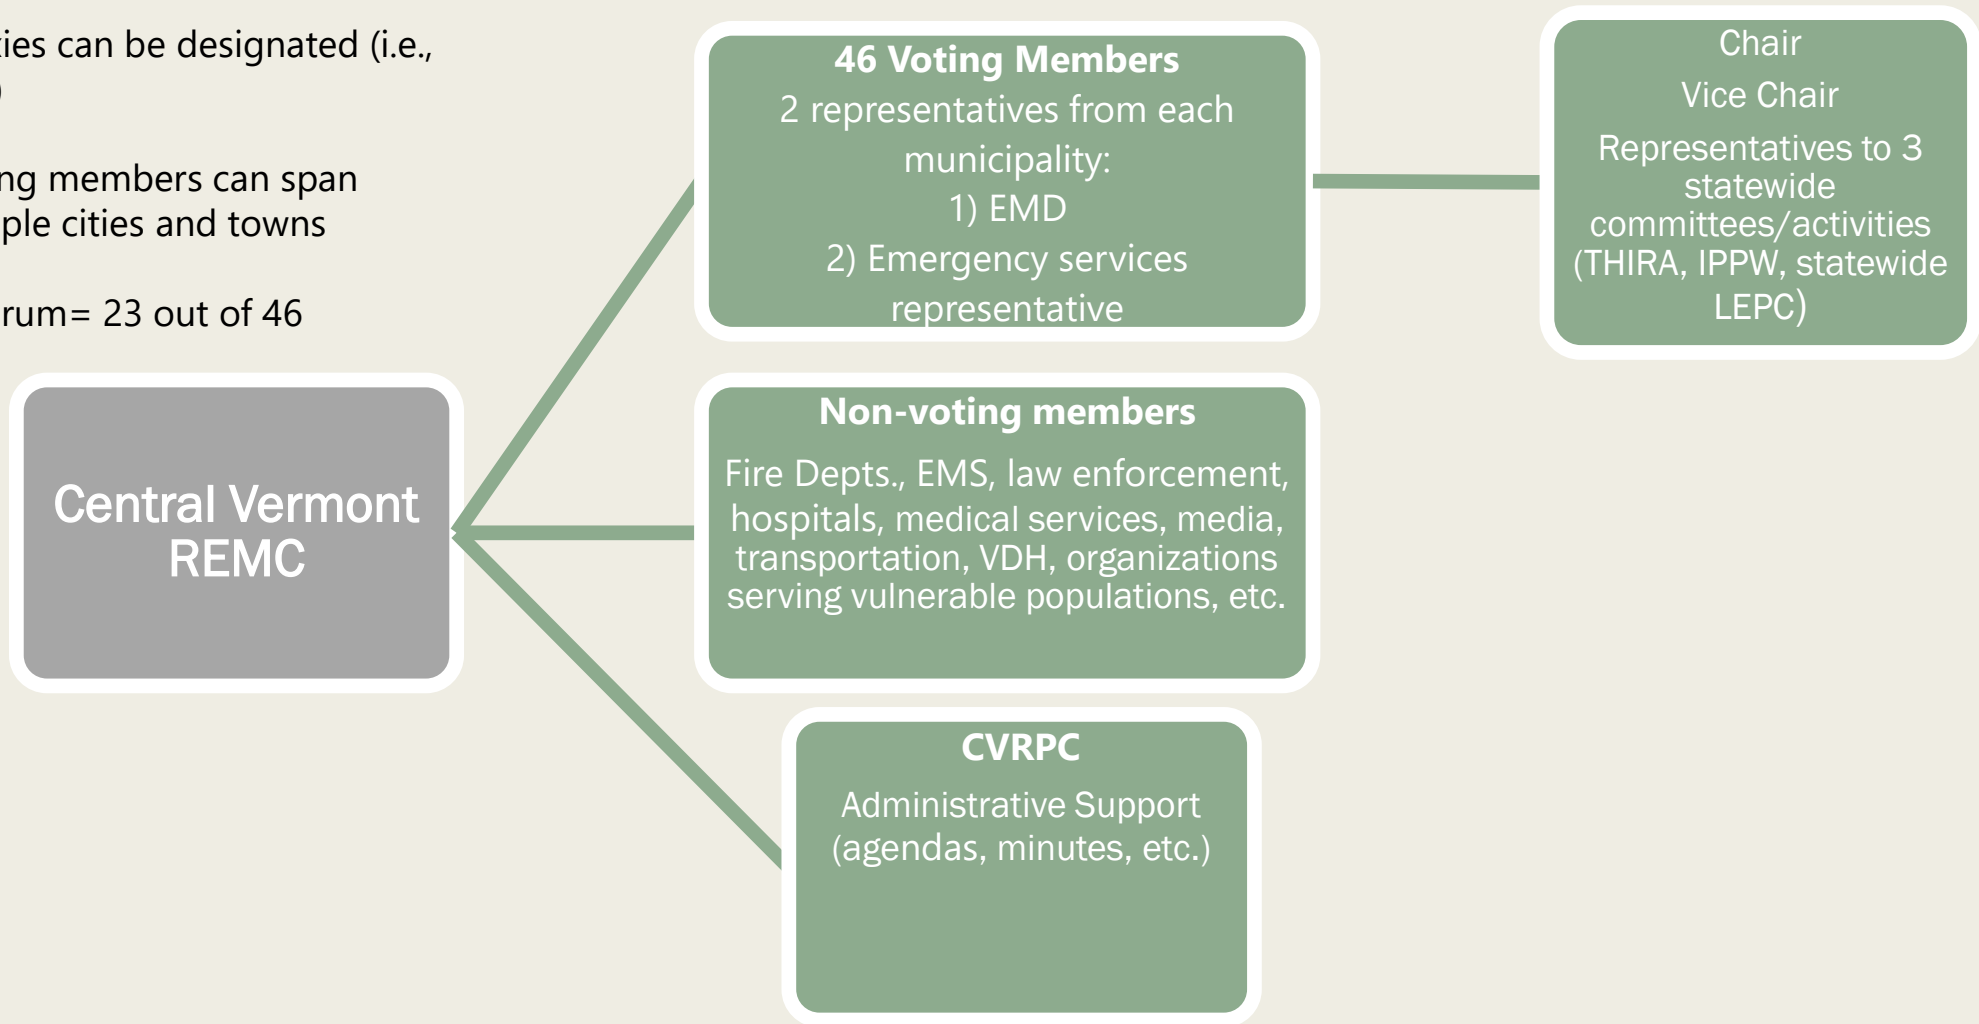 ties can be designated (i.e.,
)
ng members can span
ple cities and towns
rum= 23 out of 46
Central Vermont
REMC
46 Voting Members
2 representatives from each
municipality:
1) EMD
2) Emergency services
representative
Non-voting members
Fire Depts., EMS, law enforcement,
hospitals, medical services, media,
transportation, VDH, organizations
serving vulnerable populations, etc.
CVRPC
Administrative Support
(agendas, minutes, etc.)
Chair
Vice Chair
Representatives to 3
statewide
committees/activities
(THIRA, IPPW, statewide
LEPC)